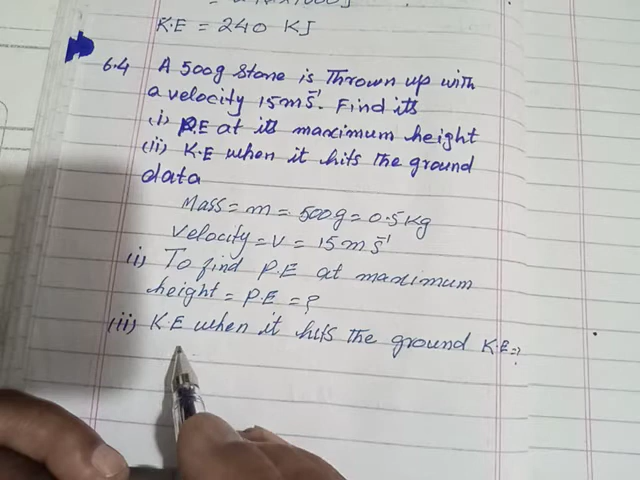 K.E = 240 KJ
6.4 A 500g stone is Thrown up with
a velocity 15ms⁻¹. Find its
(i) P.E at its maximum height
(ii) K.E when it hits the ground
data
Mass = m = 500g = 0.5 Kg
velocity = v = 15 m s⁻¹
(i) To find P.E at maximum
height = P.E = ?
(ii) K.E when it hits the ground K.E = ?